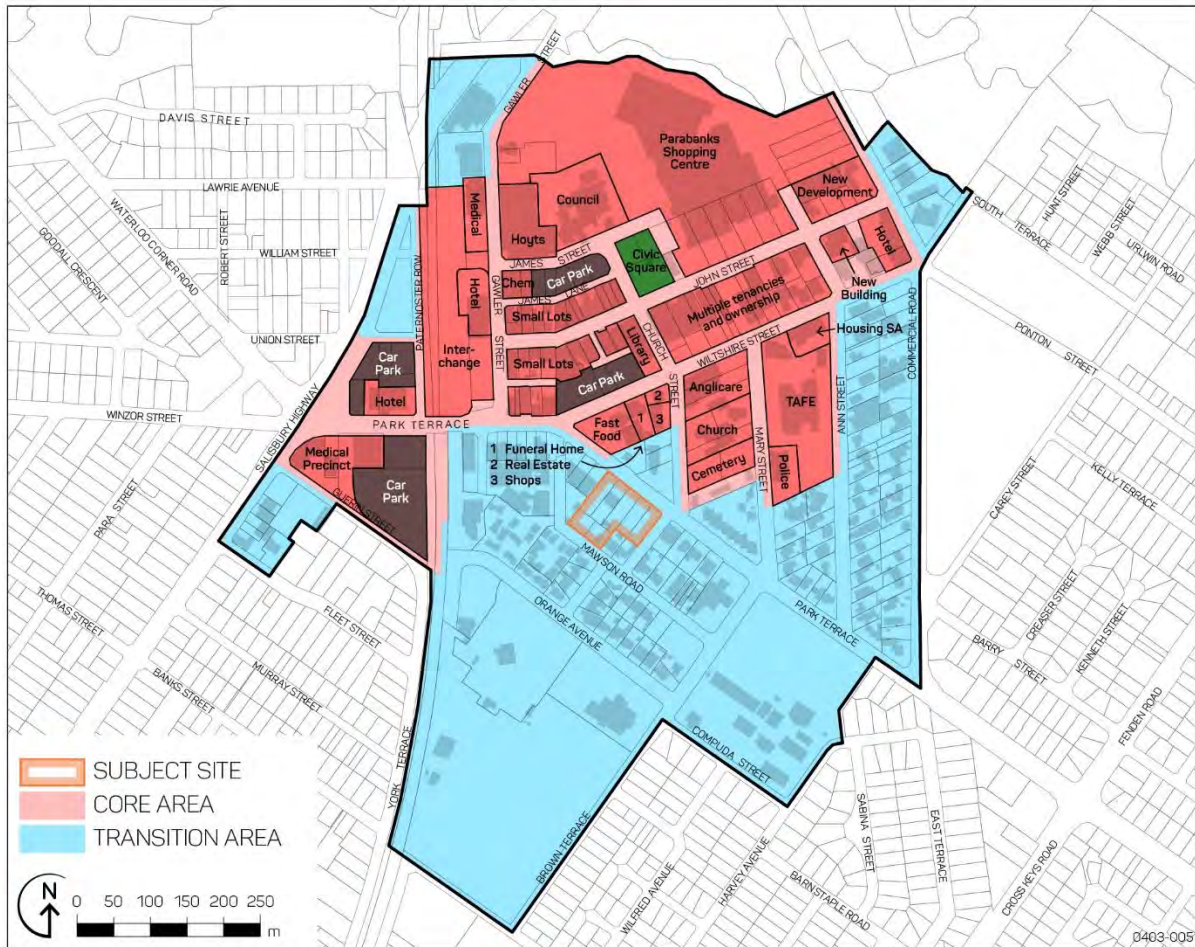 GAWLER STREET
DAVIS STREET
Parabanks
Shopping
Centre
LAWRIE AVENUE
WATERLOO CORNER ROAD
GOODALL CRESCENT
ROBERT STREET
WILLIAM STREET
UNION STREET
Medical
Council
Hoyts
New
Development
Hotel
SOUTH TERRACE
HUNT STREET
WEBB STREET
URLWIN ROAD
JAMES STREET
Civic
Square
JOHN STREET
Chem
Car Park
JAMES LANE
Small Lots
New
Building
PATERNOSTER ROW
Hotel
GAWLER STREET
Multiple tenancies
and ownership
Housing SA
Inter-
change
Small Lots
Library
CHURCH STREET
WILTSHIRE STREET
COMMERCIAL ROAD
PONTON STREET
Car
Park
Hotel
Car Park
Anglicare
TAFE
ANN STREET
WINZOR STREET
SALISBURY HIGHWAY
PARK TERRACE
Fast
Food
1
2
3
Church
MARY STREET
KELLY TERRACE
CAREY STREET
Medical
Precinct
Car
Park
1 Funeral Home
2 Real Estate
3 Shops
Cemetery
Police
PARA STREET
GUERIN STREET
MAWSON ROAD
ORANGE AVENUE
PARK TERRACE
THOMAS STREET
FLEET STREET
MURRAY STREET
BANKS STREET
BARRY STREET
CREASER STREET
KENNETH STREET
FENDEN ROAD
YORK TERRACE
COMPUDA STREET
BROWN TERRACE
WILFRED AVENUE
HARVEY AVENUE
BARNSTAPLE ROAD
SABINA STREET
EAST TERRACE
CROSS KEYS ROAD
SUBJECT SITE
CORE AREA
TRANSITION AREA
N
0 50 100 150 200 250
m
0403-005